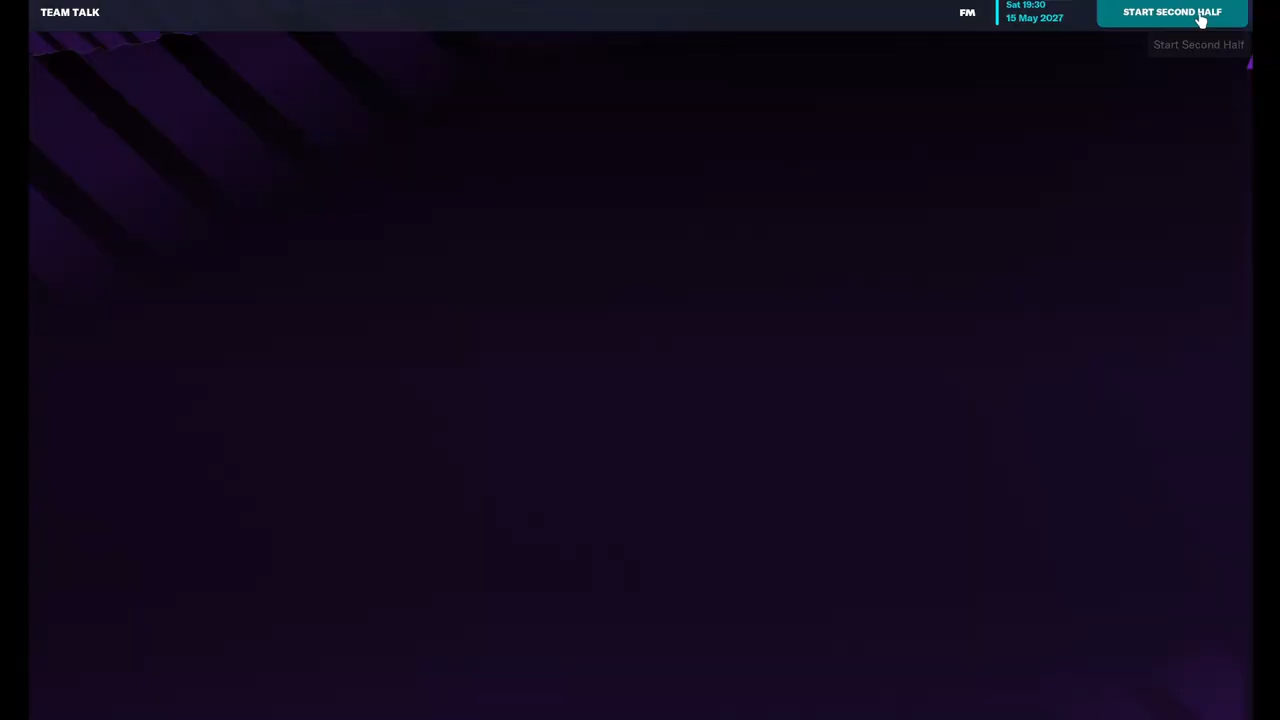 TEAM TALK
FM
Sat 19:30
15 May 2027
START SECOND HALF
Start Second Half